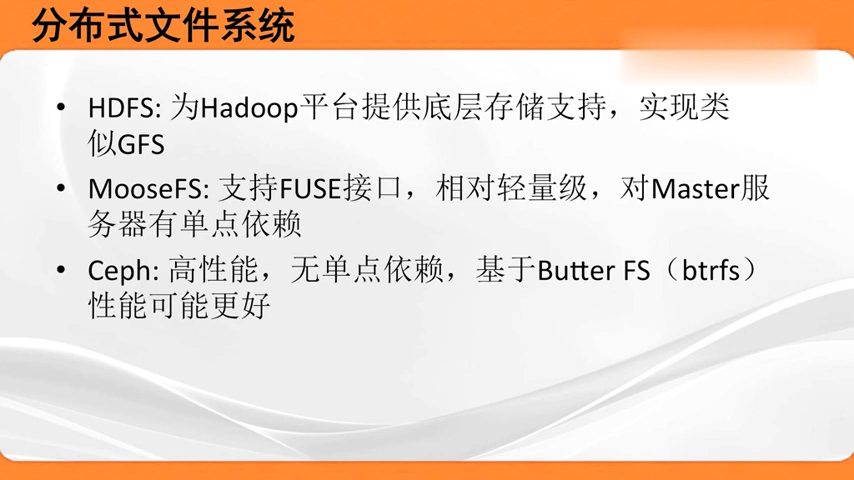 分布式文件系统
• HDFS: 为Hadoop平台提供底层存储支持，实现类
似GFS
• MooseFS: 支持FUSE接口，相对轻量级，对Master服
务器有单点依赖
• Ceph: 高性能，无单点依赖，基于Butter FS（btrfs）
性能可能更好